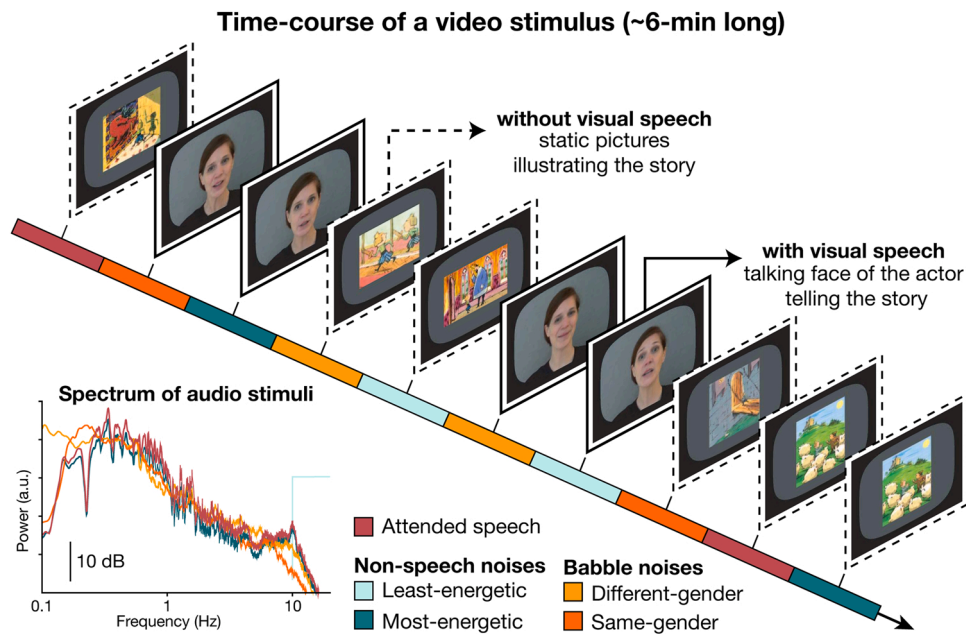 Time-course of a video stimulus (~6-min long)
without visual speech
static pictures
illustrating the story
with visual speech
talking face of the actor
telling the story
Spectrum of audio stimuli
Power (a.u.)
10 dB
0.1
1
10
Frequency (Hz)
Attended speech
Non-speech noises
Least-energetic
Most-energetic
Babble noises
Different-gender
Same-gender